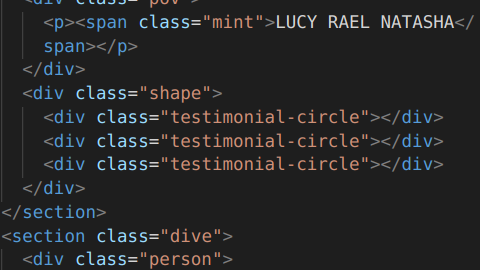 <div class="pov">
<p><span class="mint">LUCY RAEL NATASHA</
span></p>
</div>
<div class="shape">
<div class="testimonial-circle"></div>
<div class="testimonial-circle"></div>
<div class="testimonial-circle"></div>
</div>
</section>
<section class="dive">
<div class="person">